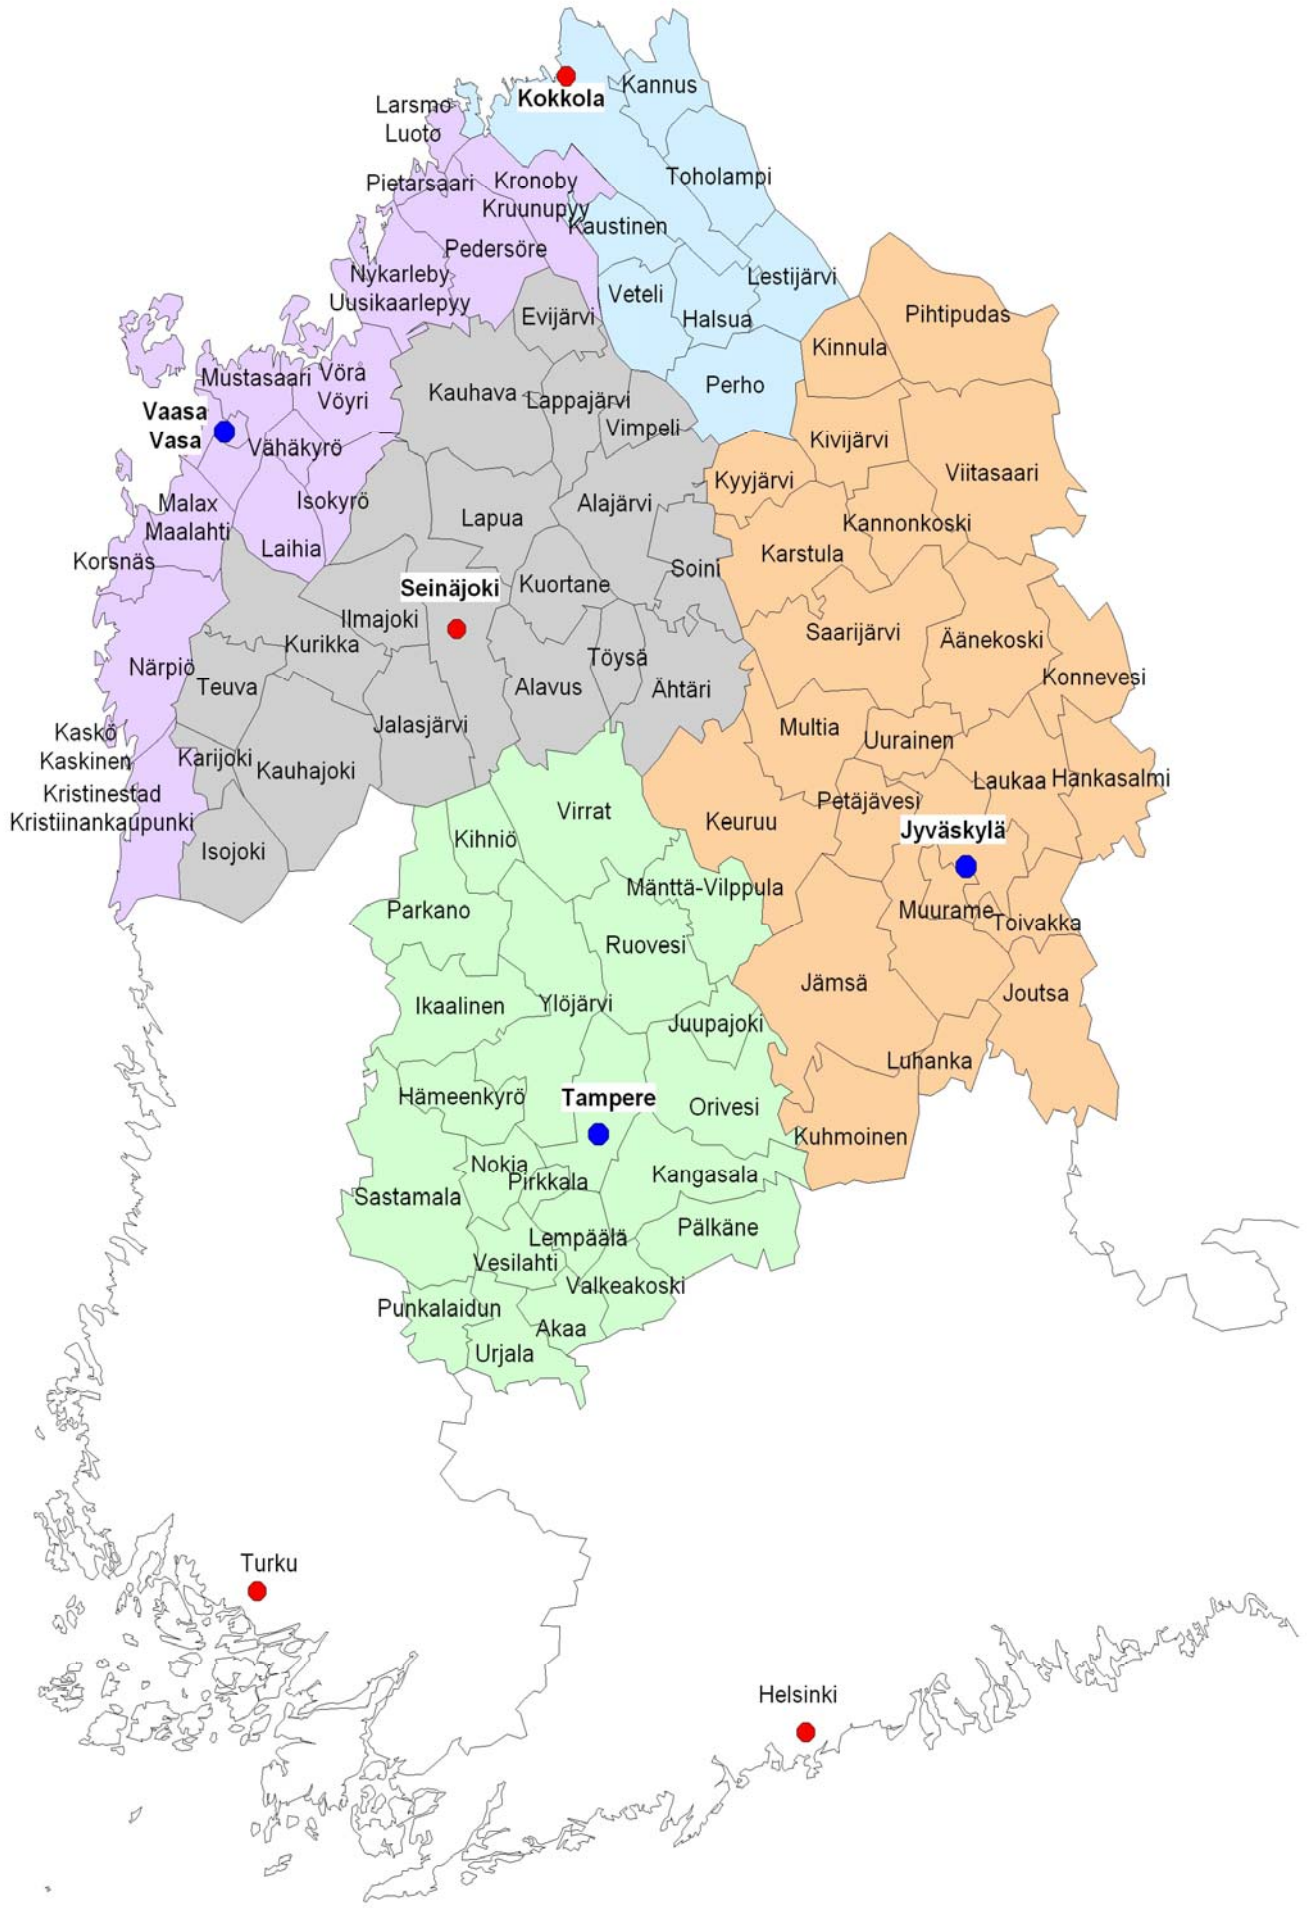 Kannus
Kokkola
Larsmo
Luoto
Toholampi
Pietarsaari
Kronoby
Kruunupyy
Kaustinen
Pedersöre
Nykarleby
Uusikaarlepyy
Lestijärvi
Veteli
Halsua
Evijärvi
Pihtipudas
Kinnula
Mustasaari
Vörå
Vöyri
Kauhava
Lappajärvi
Perho
Vimpeli
Vaasa
Vasa
Vähäkyrö
Kivijärvi
Viitasaari
Kyyjärvi
Malax
Maalahti
Isokyrö
Alajärvi
Lapua
Kannonkoski
Laihia
Karstula
Korsnäs
Soini
Seinäjoki
Kuortane
Ilmajoki
Kurikka
Saarijärvi
Äänekoski
Närpiö
Töysä
Konnevesi
Teuva
Alavus
Ähtäri
Jalasjärvi
Multia
Uurainen
Kaskö
Kaskinen
Karijoki
Kauhajoki
Laukaa
Hankasalmi
Kristinestad
Kristiinankaupunki
Petäjävesi
Virrat
Keuruu
Jyväskylä
Kihniö
Isojoki
Mänttä-Vilppula
Parkano
Muurame
Toivakka
Ruovesi
Jämsä
Joutsa
Ikaalinen
Ylöjärvi
Juupajoki
Luhanka
Hämeenkyrö
Tampere
Orivesi
Kuhmoinen
Nokia
Pirkkala
Kangasala
Sastamala
Pälkäne
Lempäälä
Vesilahti
Valkeakoski
Punkalaidun
Akaa
Urjala
Turku
Helsinki